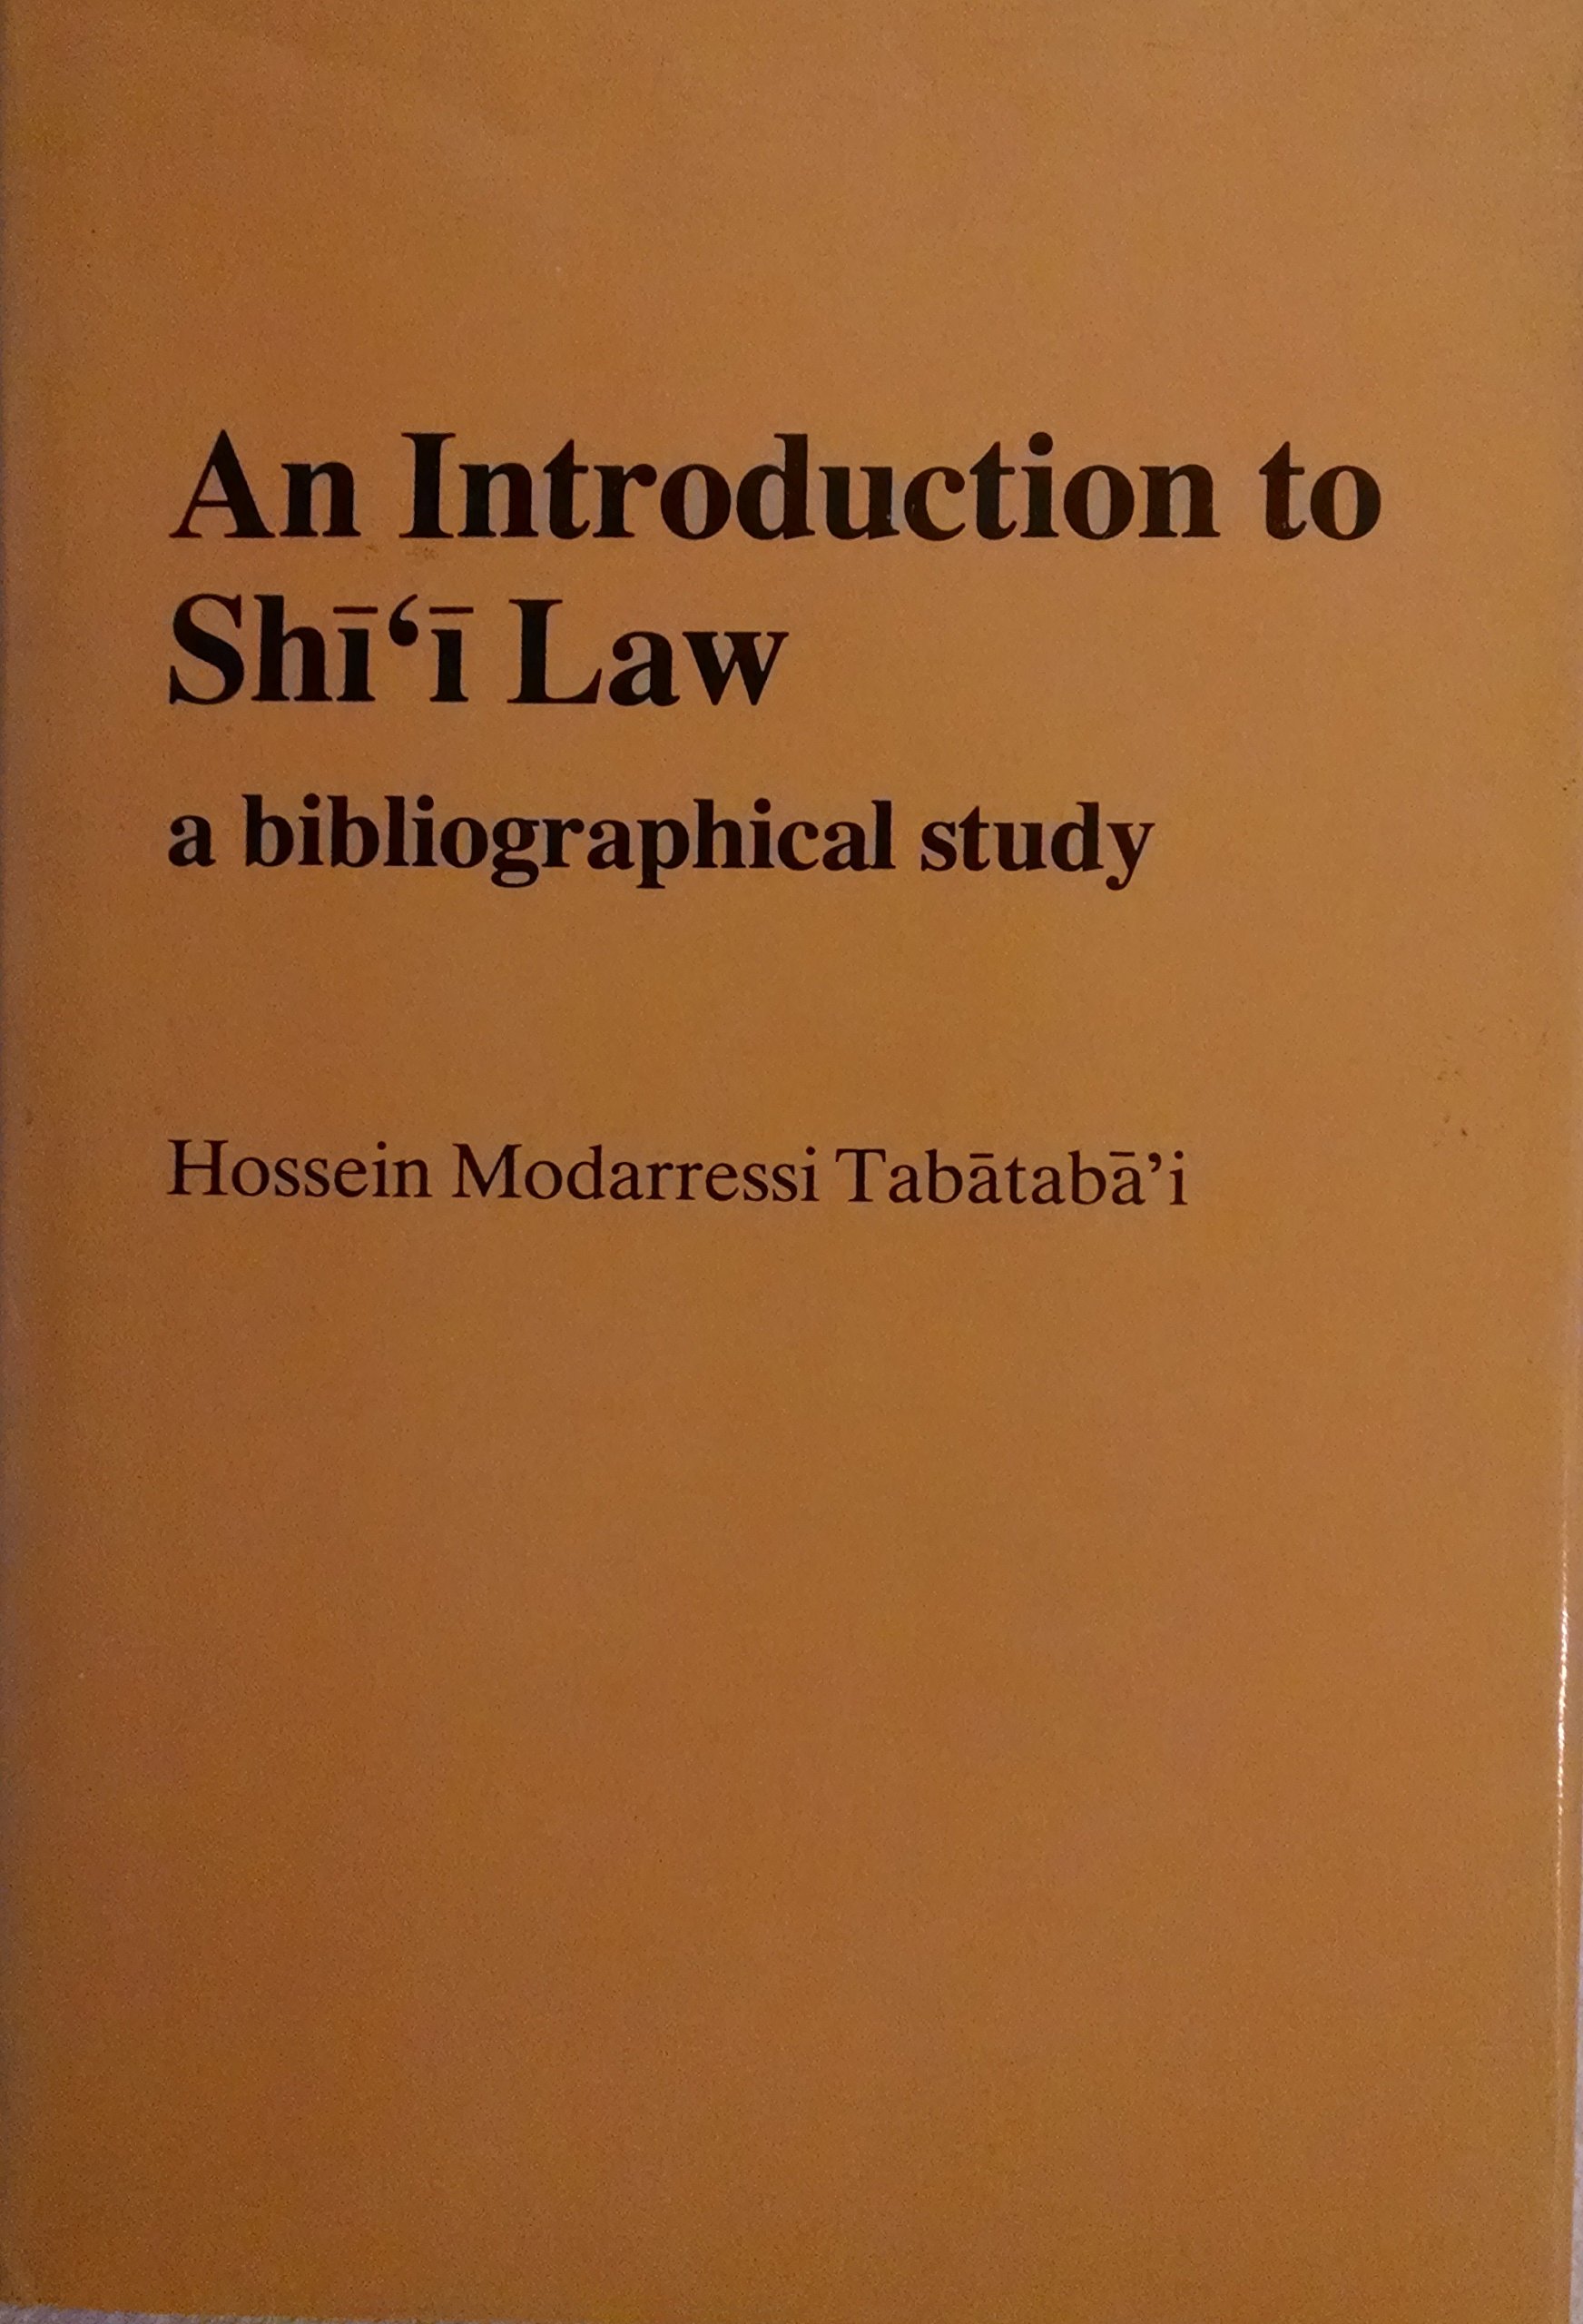 An Introduction to
Shī‘ī Law
a bibliographical study
Hossein Modarressi Tabātabā’i